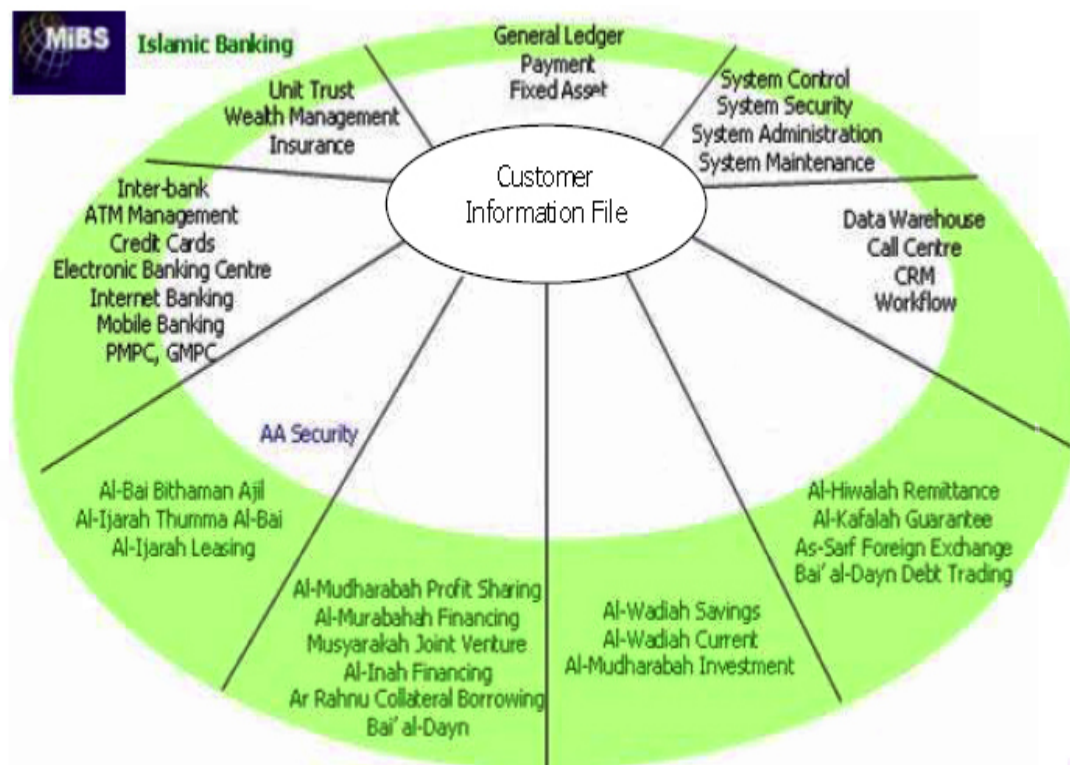 MiBS
Islamic Banking
General Ledger
Payment
Fixed Asset
Unit Trust
Wealth Management
Insurance
System Control
System Security
System Administration
System Maintenance
Customer
Information File
Inter-bank
ATM Management
Credit Cards
Electronic Banking Centre
Internet Banking
Mobile Banking
PMPC, GMPC
Data Warehouse
Call Centre
CRM
Workflow
AA Security
Al-Bai Bithaman Ajil
Al-Ijarah Thumma Al-Bai
Al-Ijarah Leasing
Al-Mudharabah Profit Sharing
Al-Murabahah Financing
Musyarakah Joint Venture
Al-Inah Financing
Ar Rahnu Collateral Borrowing
Bai' al-Dayn
Al-Wadiah Savings
Al-Wadiah Current
Al-Mudharabah Investment
Al-Hiwalah Remittance
Al-Kafalah Guarantee
As-Sarf Foreign Exchange
Bai' al-Dayn Debt Trading